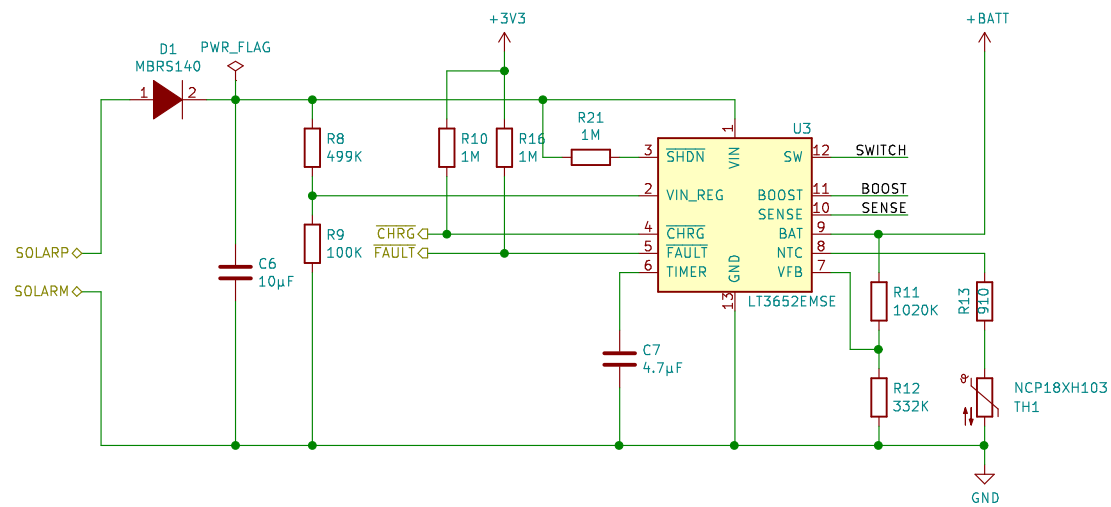 +3V3
+BATT
D1
MBRS140
PWR_FLAG
1
2
R8
499K
R10
1M
R16
1M
R21
1M
U3
1
VIN
3
SHDN
SW
12
SWITCH
2
VIN_REG
BOOST
11
BOOST
SENSE
10
SENSE
CHRG
4
CHRG
BAT
9
FAULT
5
FAULT
NTC
8
6
TIMER
VFB
7
GND
13
LT3652EMSE
SOLARP
SOLARM
R9
100K
C6
10µF
C7
4.7µF
R11
1020K
R13
910
R12
332K
θ
NCP18XH103
TH1
GND